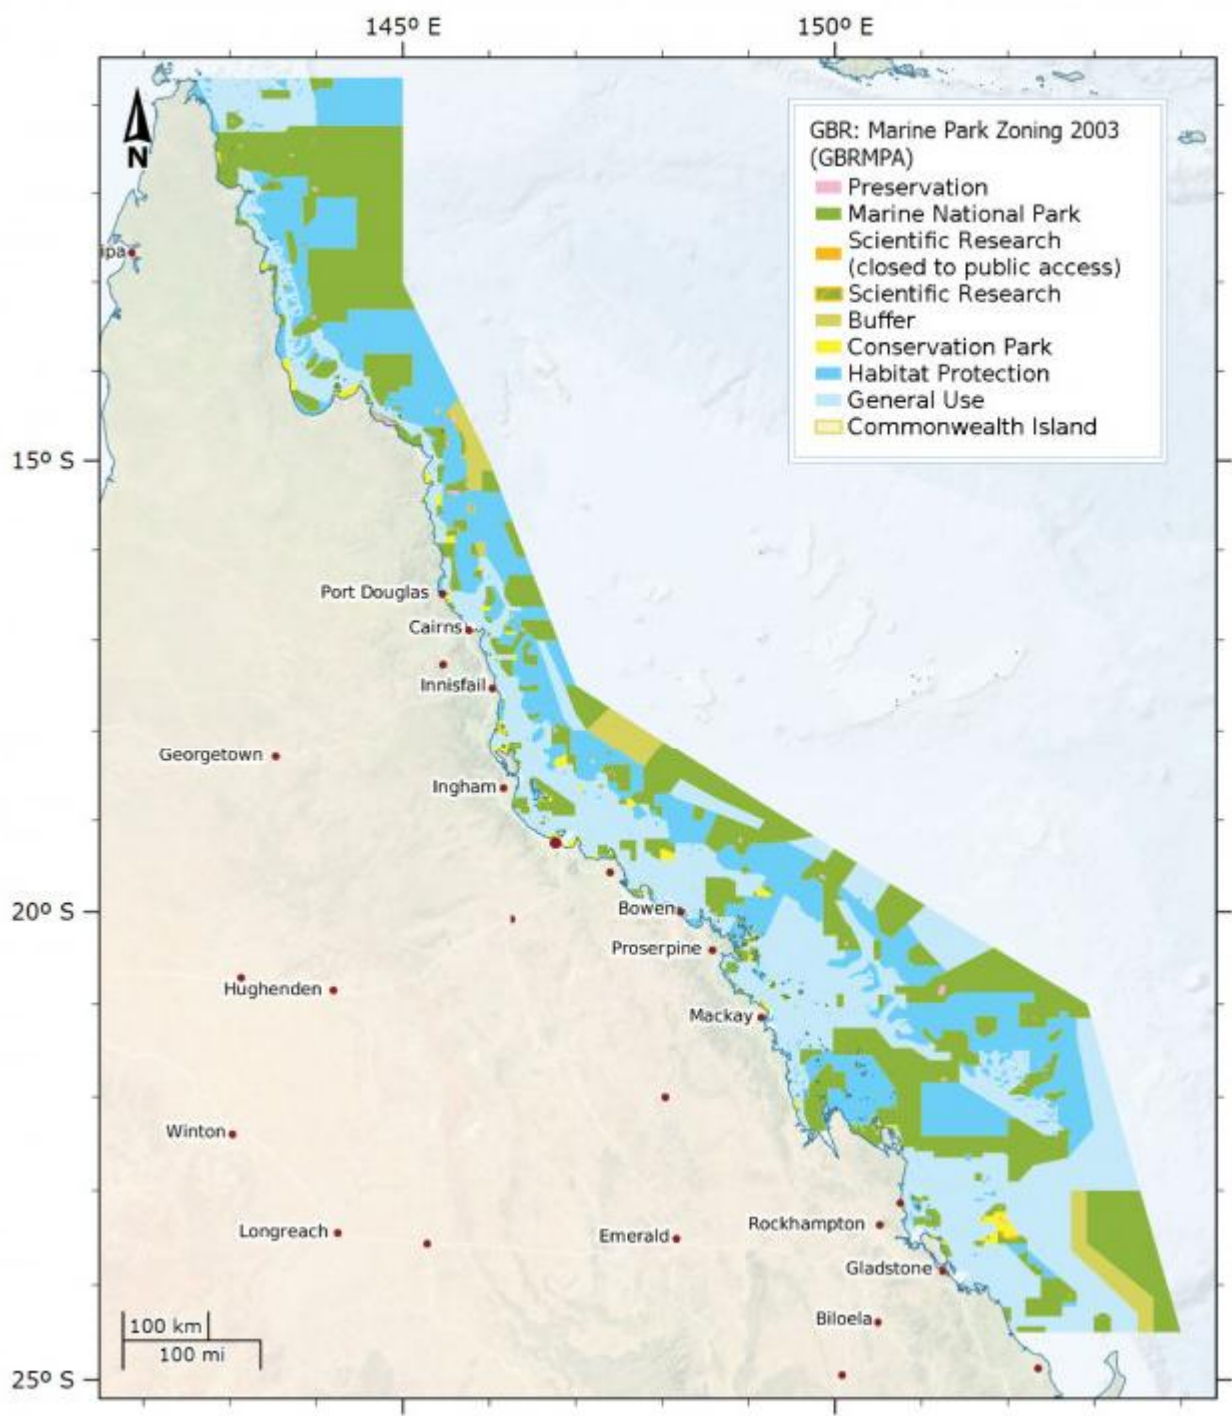 145º E 150º E
N
GBR: Marine Park Zoning 2003
(GBRMPA)
Preservation
Marine National Park
Scientific Research
(closed to public access)
Scientific Research
Buffer
Conservation Park
Habitat Protection
General Use
Commonwealth Island
ipa
15º S
Port Douglas
Cairns
Innisfail
Georgetown
Ingham
20º S
Bowen
Proserpine
Hughenden
Mackay
Winton
Rockhampton
Longreach
Emerald
Gladstone
Biloela
100 km
100 mi
25º S